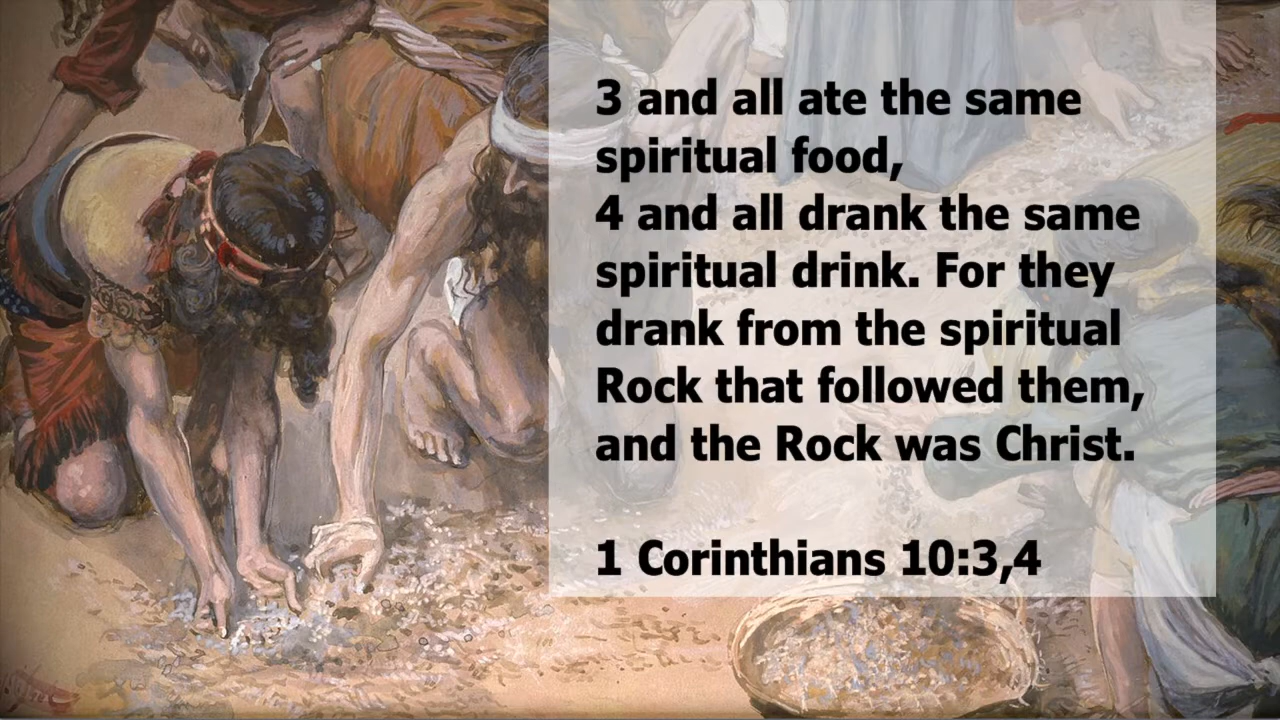 3 and all ate the same
spiritual food,
4 and all drank the same
spiritual drink. For they
drank from the spiritual
Rock that followed them,
and the Rock was Christ.
1 Corinthians 10:3,4